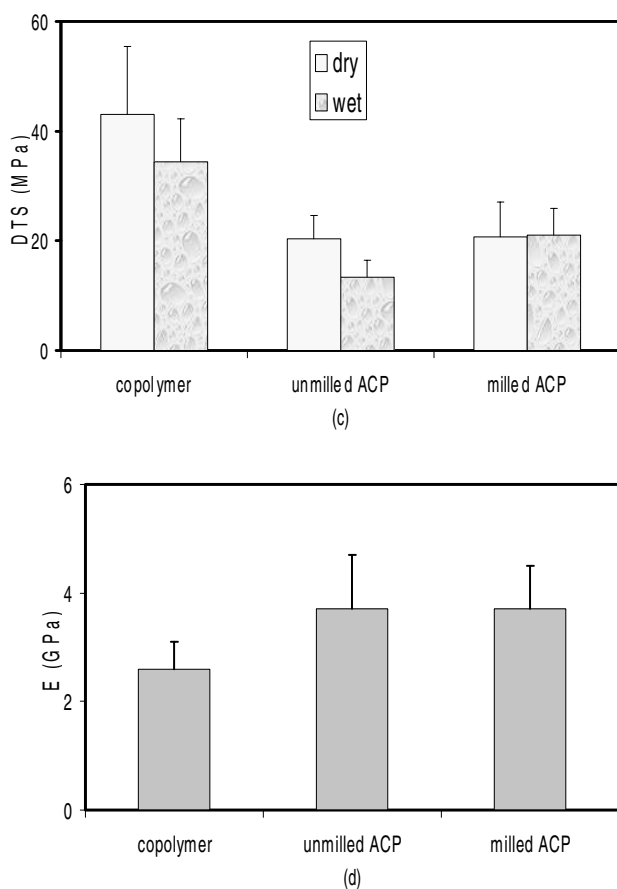 60
dry
wet
40
20
0
DTS (MPa)
copolymer unmilled ACP milled ACP
(c)
6
4
2
0
E (GPa)
copolymer unmilled ACP milled ACP
(d)